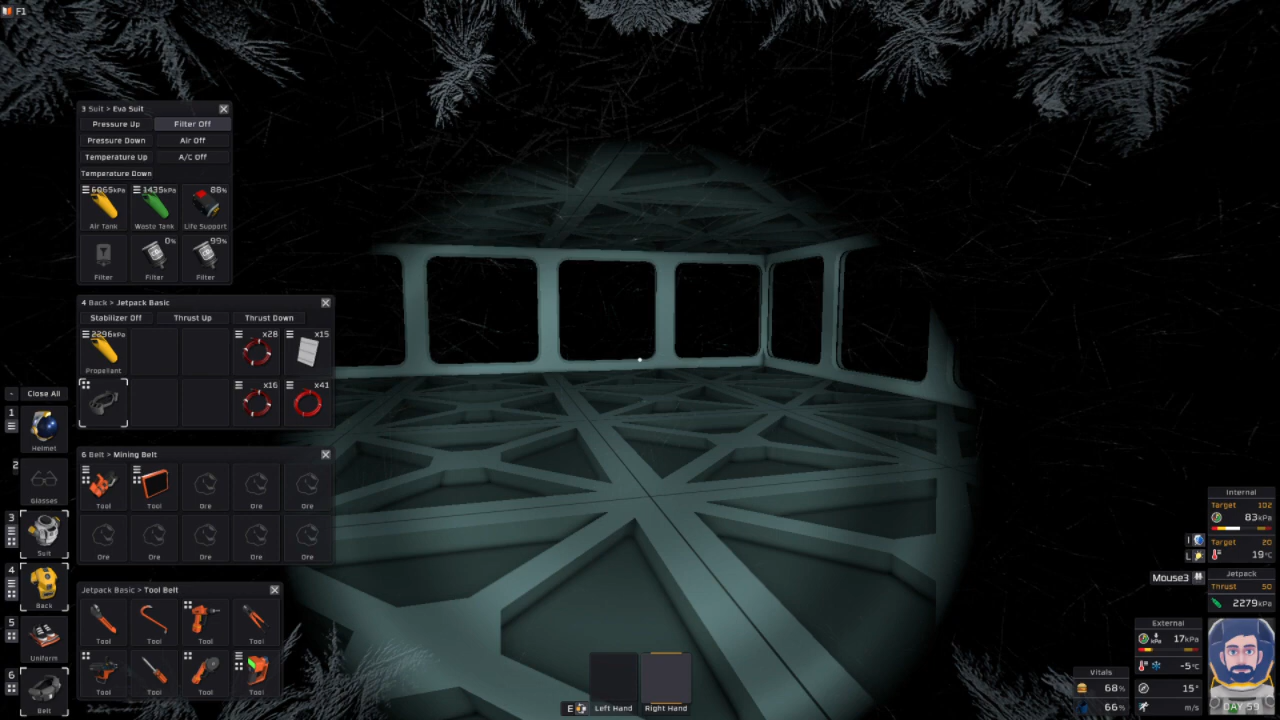 F1
3 Suit > Eva Suit
Pressure Up
Filter Off
Pressure Down
Air Off
Temperature Up
A/C Off
Temperature Down
6065kPa
1435kPa
88%
Air Tank
Waste Tank
Life Support
0%
99%
Filter
Filter
Filter
4 Back > Jetpack Basic
Stabilizer Off
Thrust Up
Thrust Down
2296kPa
x28
x15
Propellant
x16
x41
- Close All
1
Helmet
2
Glasses
3
Suit
4
Back
5
Uniform
6
Belt
6 Belt > Mining Belt
Tool
Tool
Ore
Ore
Ore
Ore
Ore
Ore
Ore
Ore
Jetpack Basic > Tool Belt
Tool
Tool
Tool
Tool
Tool
Tool
Tool
Tool
E
Left Hand
Right Hand
Internal
Target 102
83kPa
I
Target 20
L
19°C
Mouse3
Jetpack
Thrust 50
2279kPa
External
kPa
17kPa
-5°C
15°
m/s
Vitals
68%
66%
DAY 59